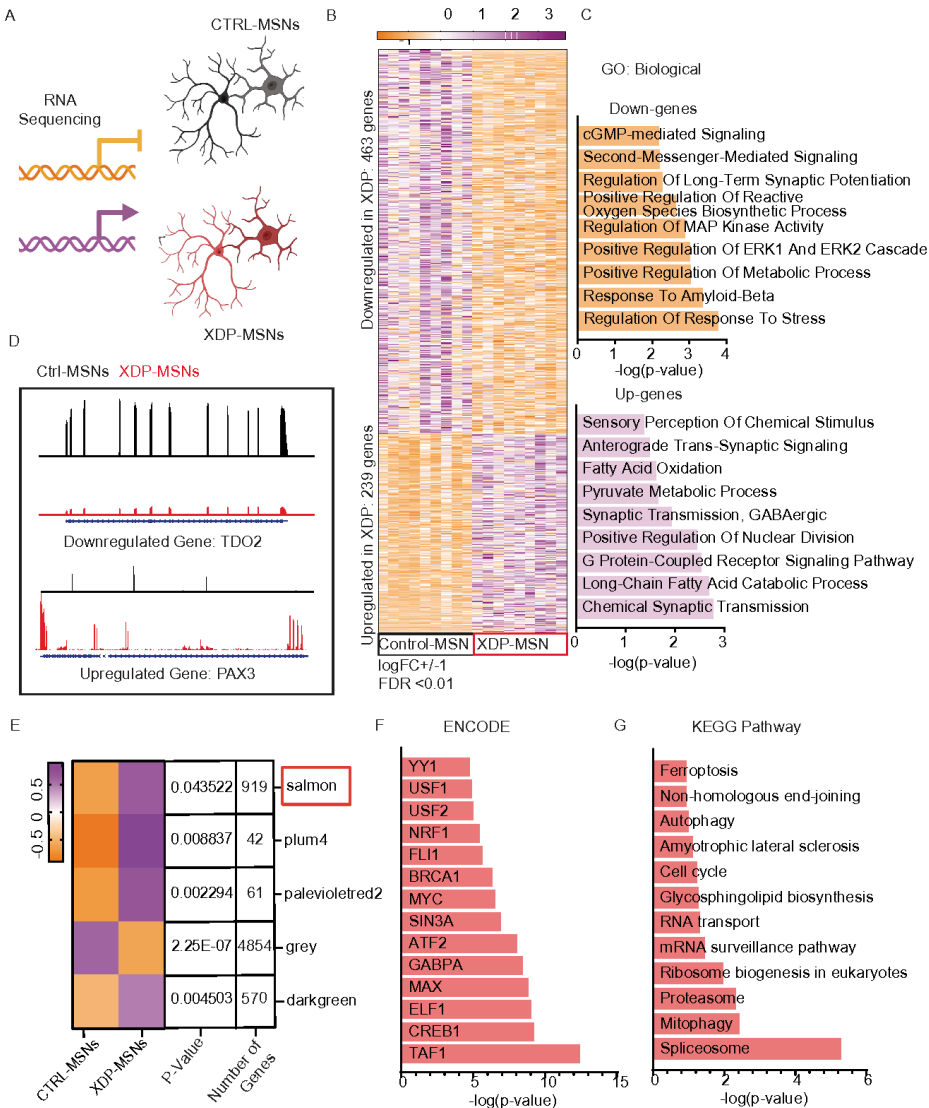 A
CTRL-MSNs
RNA
Sequencing
XDP-MSNs
B
0 1 2 3
Downregulated in XDP: 463 genes
Upregulated in XDP: 239 genes
Control-MSN
XDP-MSN
logFC+/-1
FDR <0.01
C
GO: Biological
Down-genes
cGMP-mediated Signaling
Second-Messenger-Mediated Signaling
Regulation Of Long-Term Synaptic Potentiation
Positive Regulation Of Reactive
Oxygen Species Biosynthetic Process
Regulation Of MAP Kinase Activity
Positive Regulation Of ERK1 And ERK2 Cascade
Positive Regulation Of Metabolic Process
Response To Amyloid-Beta
Regulation Of Response To Stress
0 1 2 3 4
-log(p-value)
Up-genes
Sensory Perception Of Chemical Stimulus
Anterograde Trans-Synaptic Signaling
Fatty Acid Oxidation
Pyruvate Metabolic Process
Synaptic Transmission, GABAergic
Positive Regulation Of Nuclear Division
G Protein-Coupled Receptor Signaling Pathway
Long-Chain Fatty Acid Catabolic Process
Chemical Synaptic Transmission
0 1 2 3
-log(p-value)
D
Ctrl-MSNs XDP-MSNs
Downregulated Gene: TDO2
Upregulated Gene: PAX3
E
0.5
0
-0.5
0.043522 919 salmon
0.008837 42 plum4
0.002294 61 palevioletred2
2.25E-07 4854 grey
0.004503 570 darkgreen
CTRL-MSNs
XDP-MSNs
P-Value
Number of
Genes
F
ENCODE
YY1
USF1
USF2
NRF1
FLI1
BRCA1
MYC
SIN3A
ATF2
GABPA
MAX
ELF1
CREB1
TAF1
0 5 10 15
-log(p-value)
G
KEGG Pathway
Ferroptosis
Non-homologous end-joining
Autophagy
Amyotrophic lateral sclerosis
Cell cycle
Glycosphingolipid biosynthesis
RNA transport
mRNA surveillance pathway
Ribosome biogenesis in eukaryotes
Proteasome
Mitophagy
Spliceosome
0 2 4 6
-log(p-value)